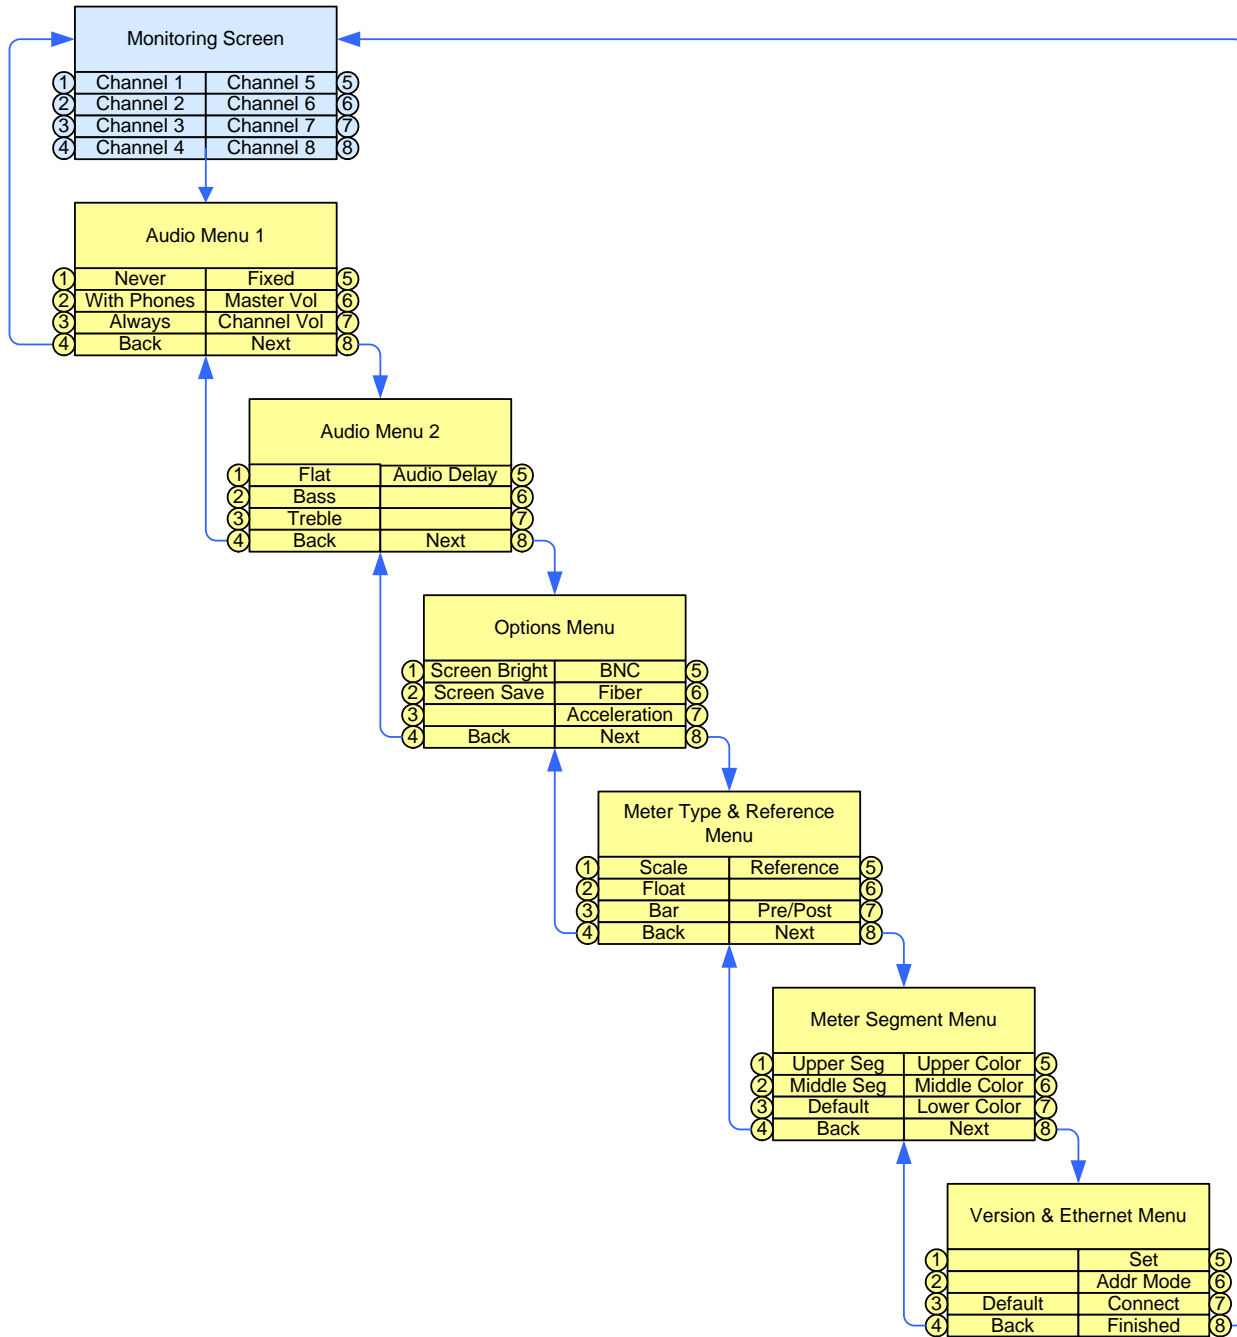 Monitoring Screen
1 Channel 1 Channel 5 5
2 Channel 2 Channel 6 6
3 Channel 3 Channel 7 7
4 Channel 4 Channel 8 8
Audio Menu 1
1 Never Fixed 5
2 With Phones Master Vol 6
3 Always Channel Vol 7
4 Back Next 8
Audio Menu 2
1 Flat Audio Delay 5
2 Bass 6
3 Treble 7
4 Back Next 8
Options Menu
1 Screen Bright BNC 5
2 Screen Save Fiber 6
3 Acceleration 7
4 Back Next 8
Meter Type & Reference
Menu
1 Scale Reference 5
2 Float 6
3 Bar Pre/Post 7
4 Back Next 8
Meter Segment Menu
1 Upper Seg Upper Color 5
2 Middle Seg Middle Color 6
3 Default Lower Color 7
4 Back Next 8
Version & Ethernet Menu
1 Set 5
2 Addr Mode 6
3 Default Connect 7
4 Back Finished 8